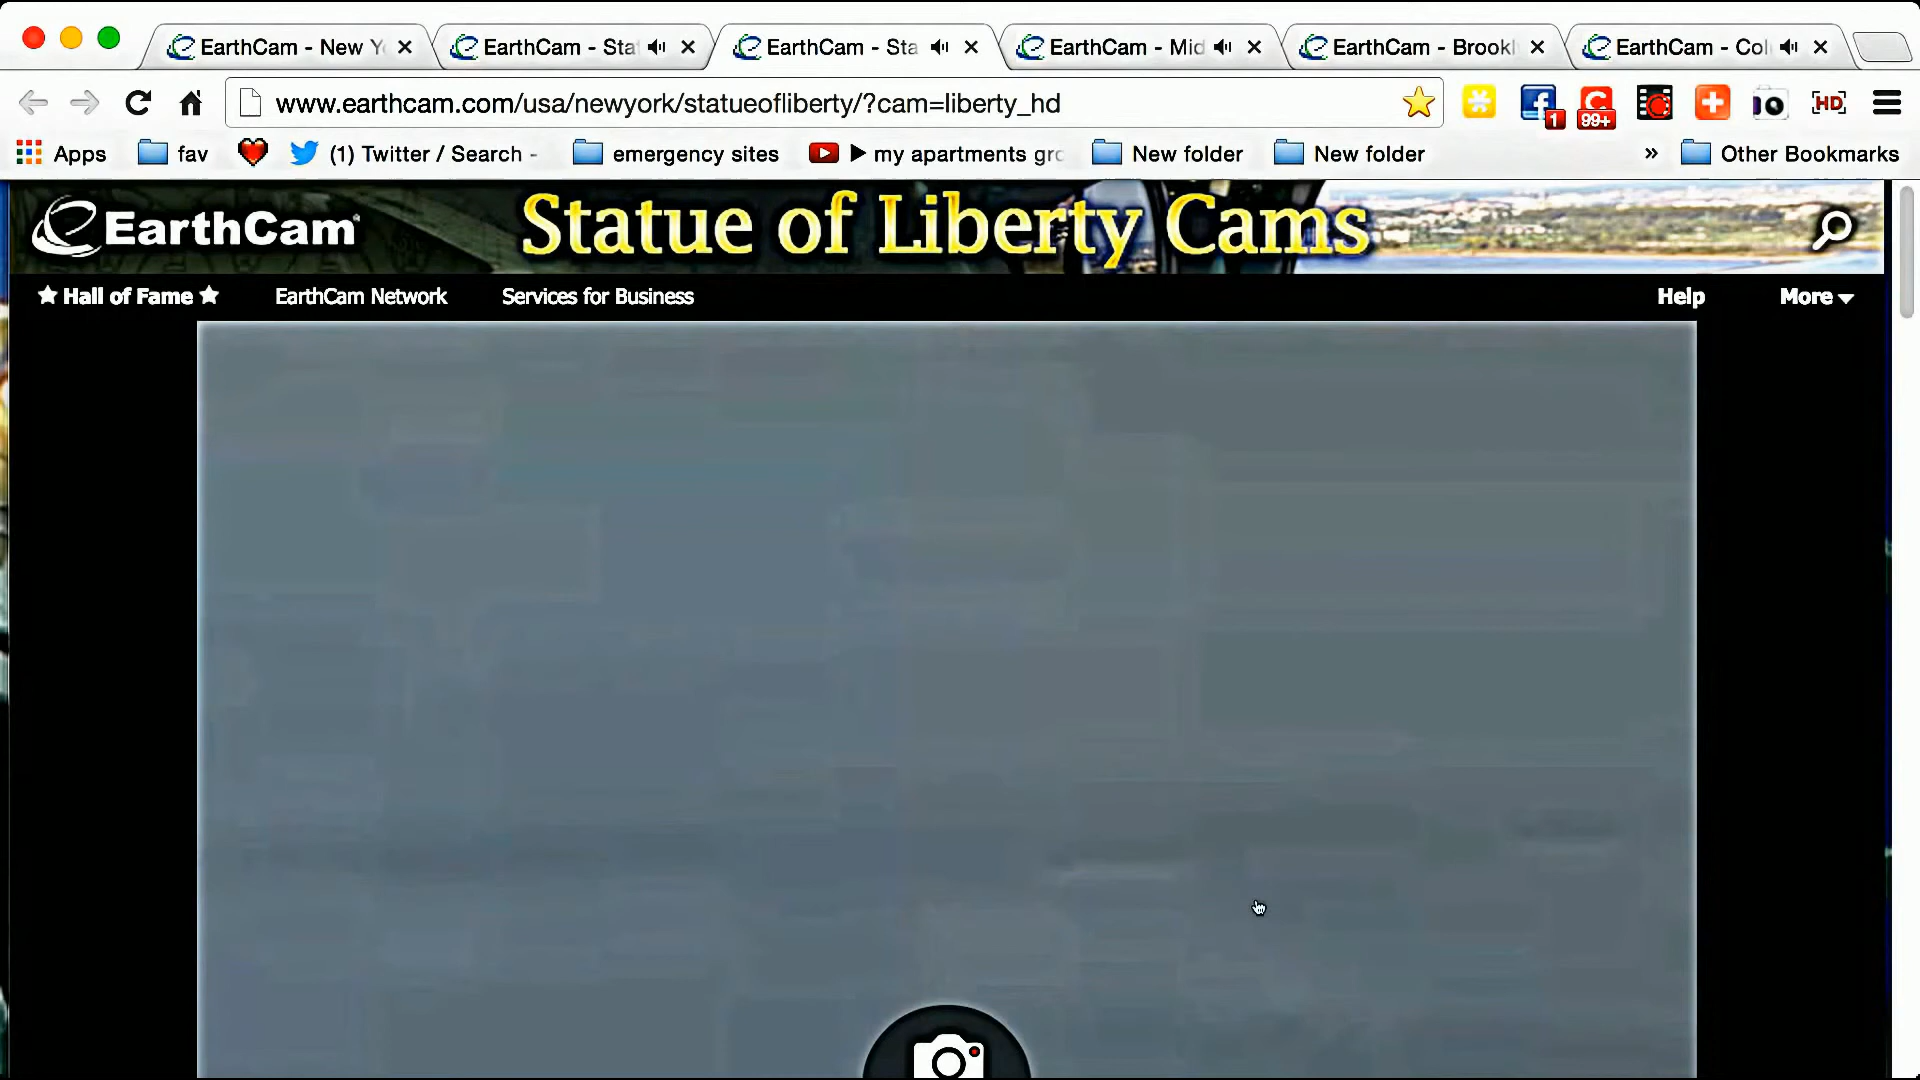 EarthCam - New Y
EarthCam - Sta
EarthCam - Sta
EarthCam - Mid
EarthCam - Brookl
EarthCam - Col
www.earthcam.com/usa/newyork/statueofliberty/?cam=liberty_hd
1
99+
HD
Apps
fav
(1) Twitter / Search -
emergency sites
my apartments gro
New folder
New folder
»
Other Bookmarks
EarthCam
Statue of Liberty Cams
Hall of Fame
EarthCam Network
Services for Business
Help
More